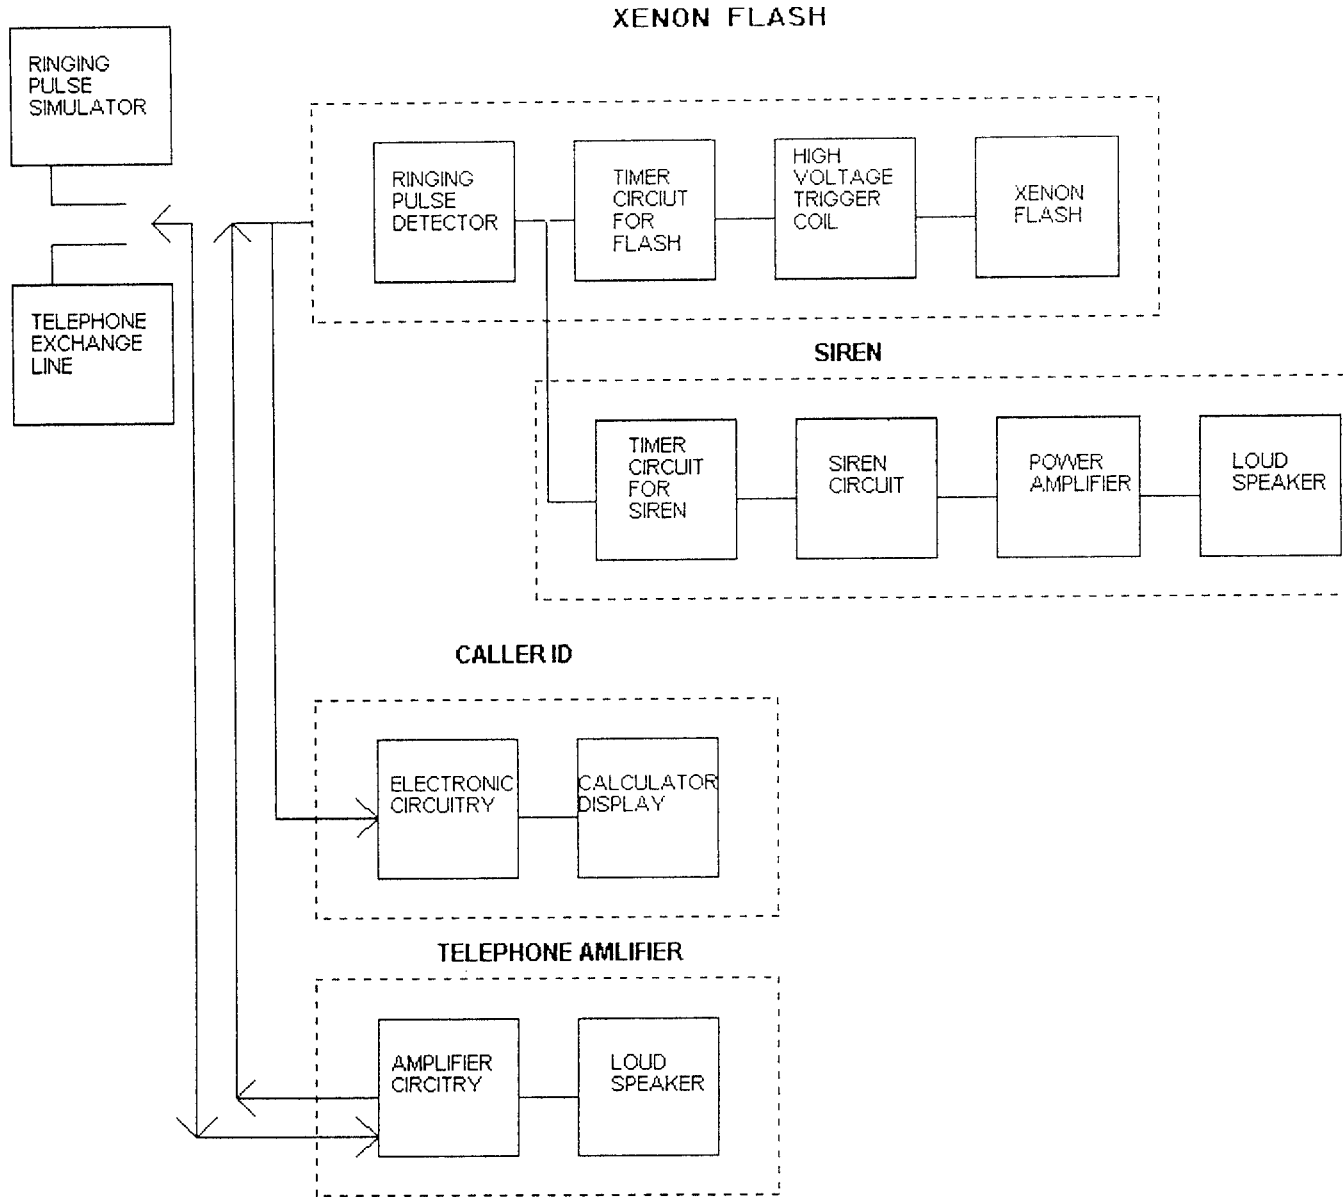 XENON FLASH
RINGING
PULSE
SIMULATOR
TELEPHONE
EXCHANGE
LINE
RINGING
PULSE
DETECTOR
TIMER
CIRCIUT
FOR
FLASH
HIGH
VOLTAGE
TRIGGER
COIL
XENON
FLASH
SIREN
TIMER
CIRCUIT
FOR
SIREN
SIREN
CIRCUIT
POWER
AMPLIFIER
LOUD
SPEAKER
CALLER ID
ELECTRONIC
CIRCUITRY
CALCULATOR
DISPLAY
TELEPHONE AMLIFIER
AMPLIFIER
CIRCITRY
LOUD
SPEAKER